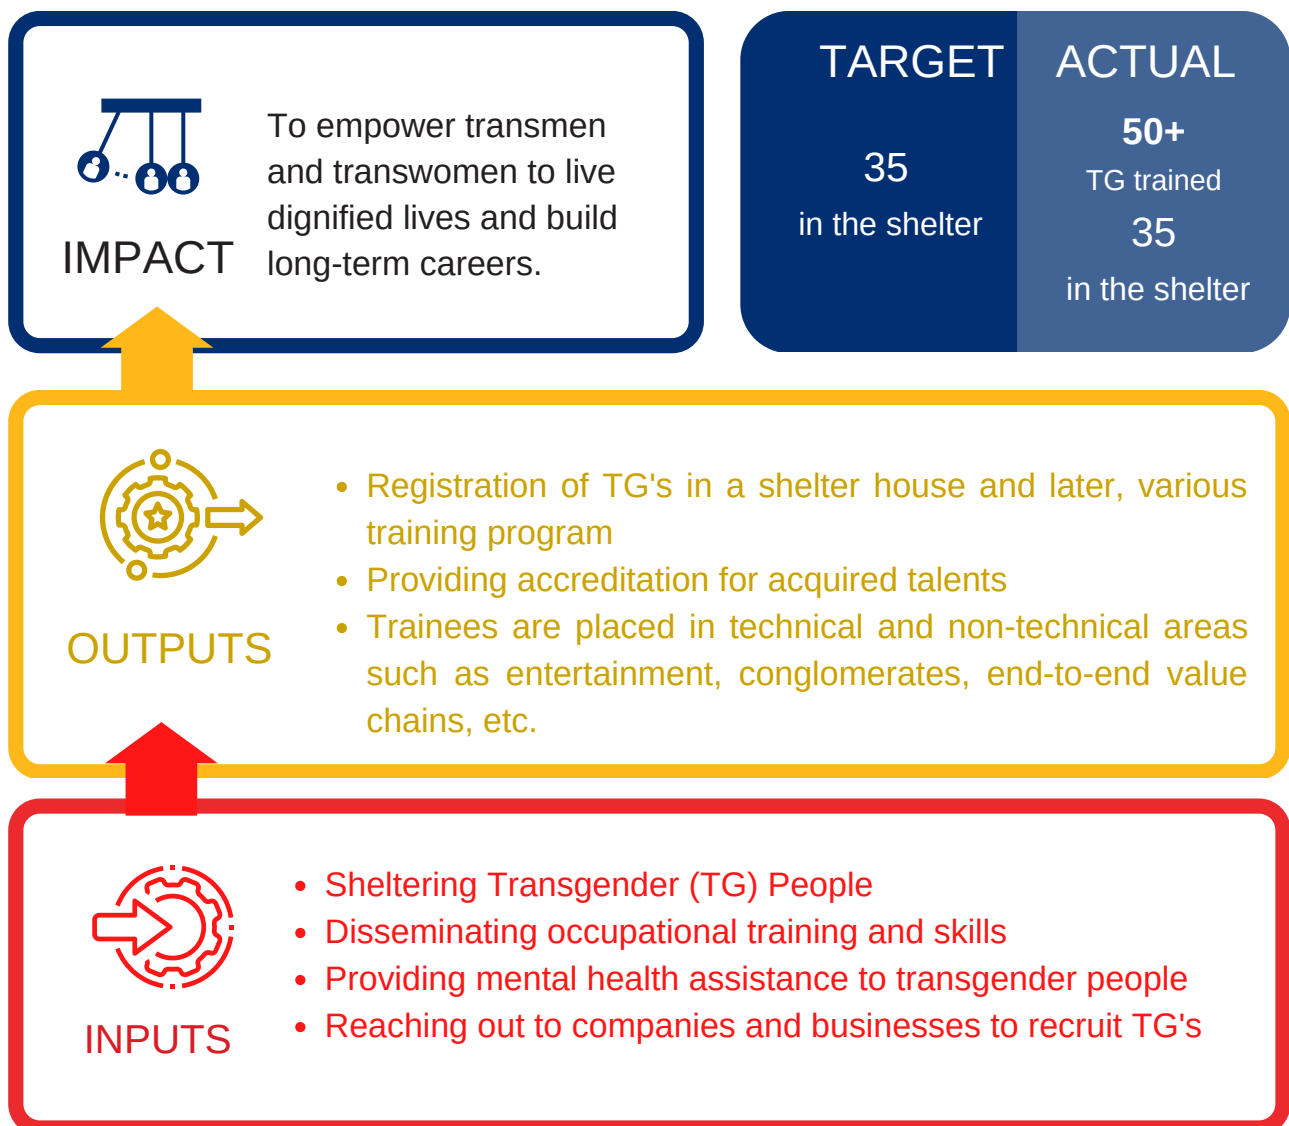 To empower transmen
and transwomen to live
dignified lives and build
long-term careers.
IMPACT
TARGET
35
in the shelter
ACTUAL
50+
TG trained
35
in the shelter
• Registration of TG's in a shelter house and later, various
training program
• Providing accreditation for acquired talents
• Trainees are placed in technical and non-technical areas
such as entertainment, conglomerates, end-to-end value
chains, etc.
OUTPUTS
• Sheltering Transgender (TG) People
• Disseminating occupational training and skills
• Providing mental health assistance to transgender people
• Reaching out to companies and businesses to recruit TG's
INPUTS